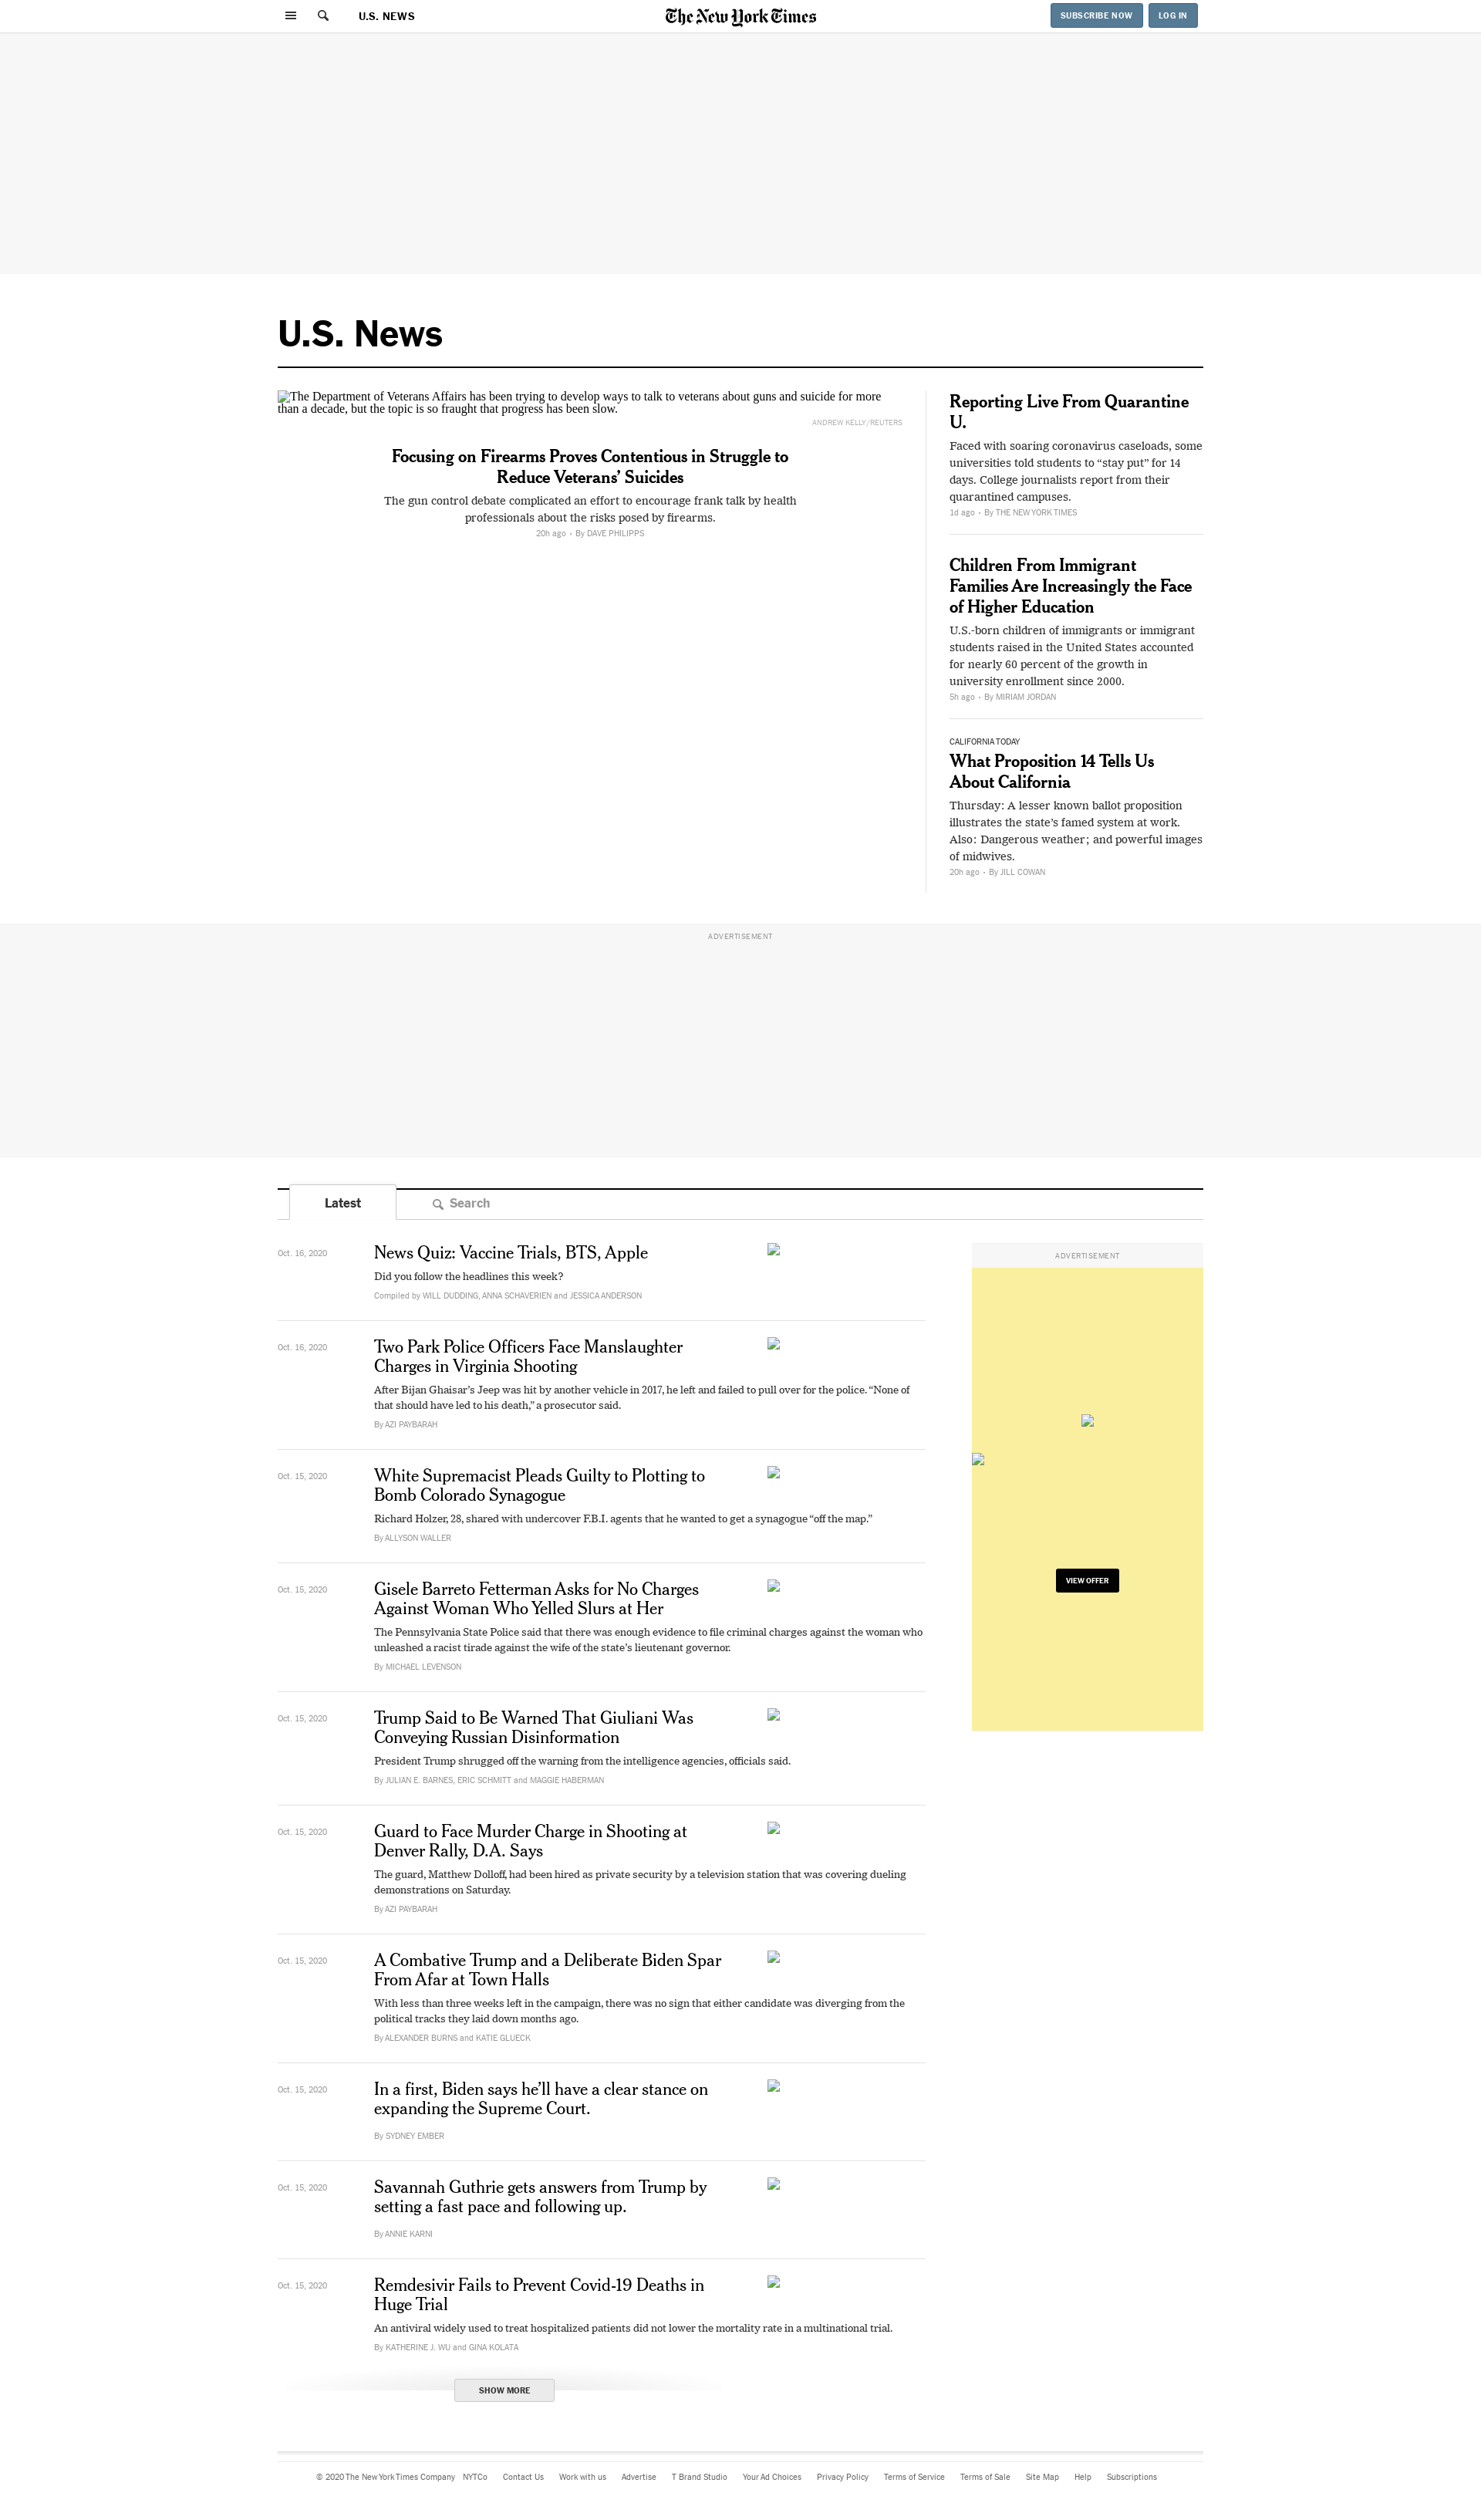 U.S. NEWS
The New York Times
SUBSCRIBE NOW
LOG IN
U.S. News
The Department of Veterans Affairs has been trying to develop ways to talk to veterans about guns and suicide for more
than a decade, but the topic is so fraught that progress has been slow.
ANDREW KELLY/REUTERS
Focusing on Firearms Proves Contentious in Struggle to
Reduce Veterans’ Suicides
The gun control debate complicated an effort to encourage frank talk by health
professionals about the risks posed by firearms.
20h ago • By DAVE PHILIPPS
Reporting Live From Quarantine
U.
Faced with soaring coronavirus caseloads, some
universities told students to “stay put” for 14
days. College journalists report from their
quarantined campuses.
1d ago • By THE NEW YORK TIMES
Children From Immigrant
Families Are Increasingly the Face
of Higher Education
U.S.-born children of immigrants or immigrant
students raised in the United States accounted
for nearly 60 percent of the growth in
university enrollment since 2000.
5h ago • By MIRIAM JORDAN
CALIFORNIA TODAY
What Proposition 14 Tells Us
About California
Thursday: A lesser known ballot proposition
illustrates the state’s famed system at work.
Also: Dangerous weather; and powerful images
of midwives.
20h ago • By JILL COWAN
ADVERTISEMENT
Latest
Search
Oct. 16, 2020
News Quiz: Vaccine Trials, BTS, Apple
Did you follow the headlines this week?
Compiled by WILL DUDDING, ANNA SCHAVERIEN and JESSICA ANDERSON
Oct. 16, 2020
Two Park Police Officers Face Manslaughter
Charges in Virginia Shooting
After Bijan Ghaisar’s Jeep was hit by another vehicle in 2017, he left and failed to pull over for the police. “None of
that should have led to his death,” a prosecutor said.
By AZI PAYBARAH
Oct. 15, 2020
White Supremacist Pleads Guilty to Plotting to
Bomb Colorado Synagogue
Richard Holzer, 28, shared with undercover F.B.I. agents that he wanted to get a synagogue “off the map.”
By ALLYSON WALLER
Oct. 15, 2020
Gisele Barreto Fetterman Asks for No Charges
Against Woman Who Yelled Slurs at Her
The Pennsylvania State Police said that there was enough evidence to file criminal charges against the woman who
unleashed a racist tirade against the wife of the state’s lieutenant governor.
By MICHAEL LEVENSON
Oct. 15, 2020
Trump Said to Be Warned That Giuliani Was
Conveying Russian Disinformation
President Trump shrugged off the warning from the intelligence agencies, officials said.
By JULIAN E. BARNES, ERIC SCHMITT and MAGGIE HABERMAN
Oct. 15, 2020
Guard to Face Murder Charge in Shooting at
Denver Rally, D.A. Says
The guard, Matthew Dolloff, had been hired as private security by a television station that was covering dueling
demonstrations on Saturday.
By AZI PAYBARAH
Oct. 15, 2020
A Combative Trump and a Deliberate Biden Spar
From Afar at Town Halls
With less than three weeks left in the campaign, there was no sign that either candidate was diverging from the
political tracks they laid down months ago.
By ALEXANDER BURNS and KATIE GLUECK
Oct. 15, 2020
In a first, Biden says he’ll have a clear stance on
expanding the Supreme Court.
By SYDNEY EMBER
Oct. 15, 2020
Savannah Guthrie gets answers from Trump by
setting a fast pace and following up.
By ANNIE KARNI
Oct. 15, 2020
Remdesivir Fails to Prevent Covid-19 Deaths in
Huge Trial
An antiviral widely used to treat hospitalized patients did not lower the mortality rate in a multinational trial.
By KATHERINE J. WU and GINA KOLATA
SHOW MORE
ADVERTISEMENT
VIEW OFFER
© 2020 The New York Times Company NYTCo Contact Us Work with us Advertise T Brand Studio Your Ad Choices Privacy Policy Terms of Service Terms of Sale Site Map Help Subscriptions